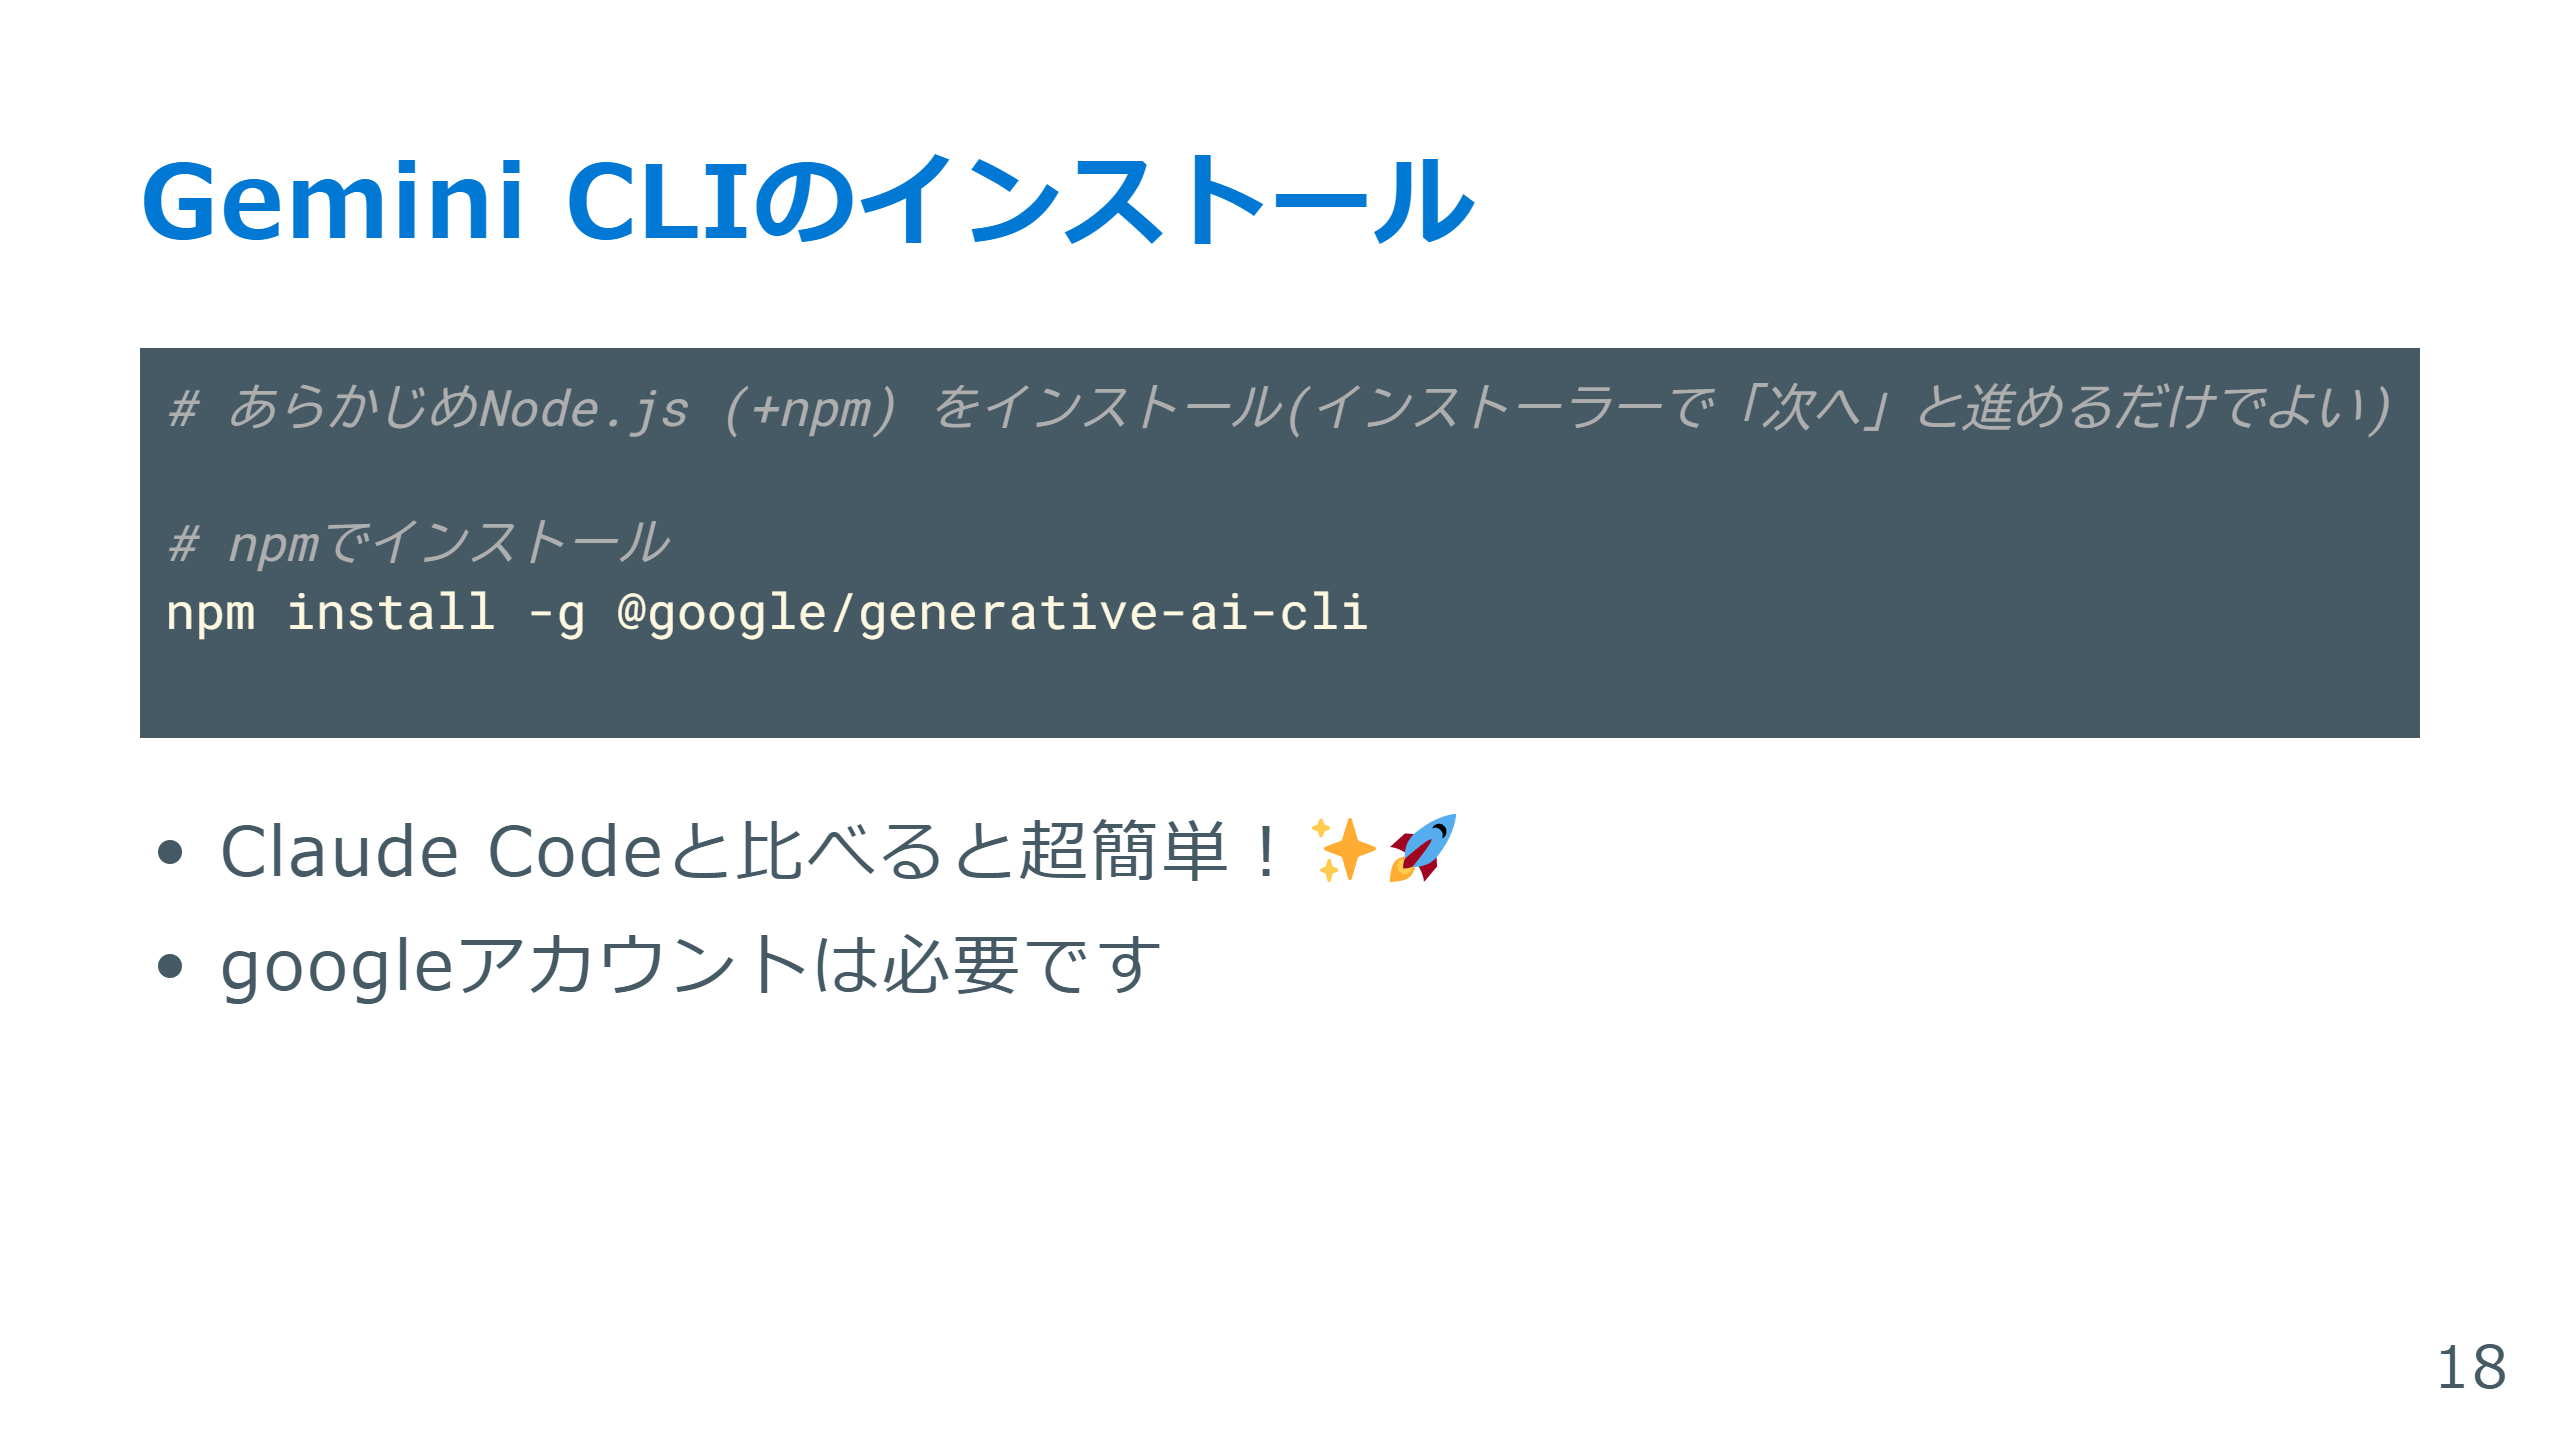 Gemini CLIのインストール
# あらかじめNode.js (+npm) をインストール(インストーラーで「次へ」と進めるだけでよい)
# npmでインストール
npm install -g @google/generative-ai-cli
• Claude Codeと比べると超簡単！✨🚀
• googleアカウントは必要です
18